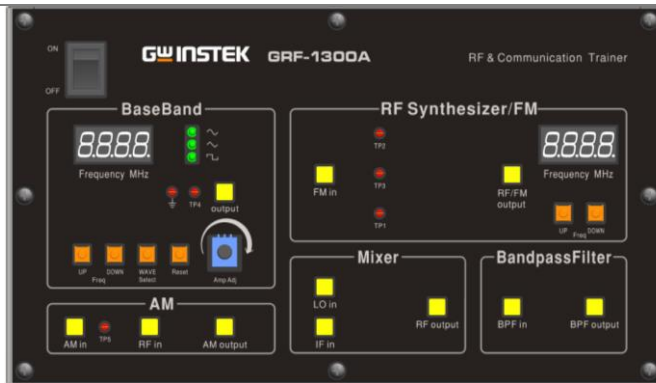 ON
OFF
GW INSTEK GRF-1300A
RF & Communication Trainer
BaseBand
8.8.8.8.
Frequency MHz
TP4
output
UP
DOWN
Freq
WAVE
Select
Reset
Amp Adj
RF Synthesizer/FM
TP2
TP3
TP1
FM in
RF/FM
output
8.8.8.8.
Frequency MHz
UP
DOWN
Freq
AM
AM in
TP5
RF in
AM output
Mixer
LO in
IF in
RF output
BandpassFilter
BPF in
BPF output